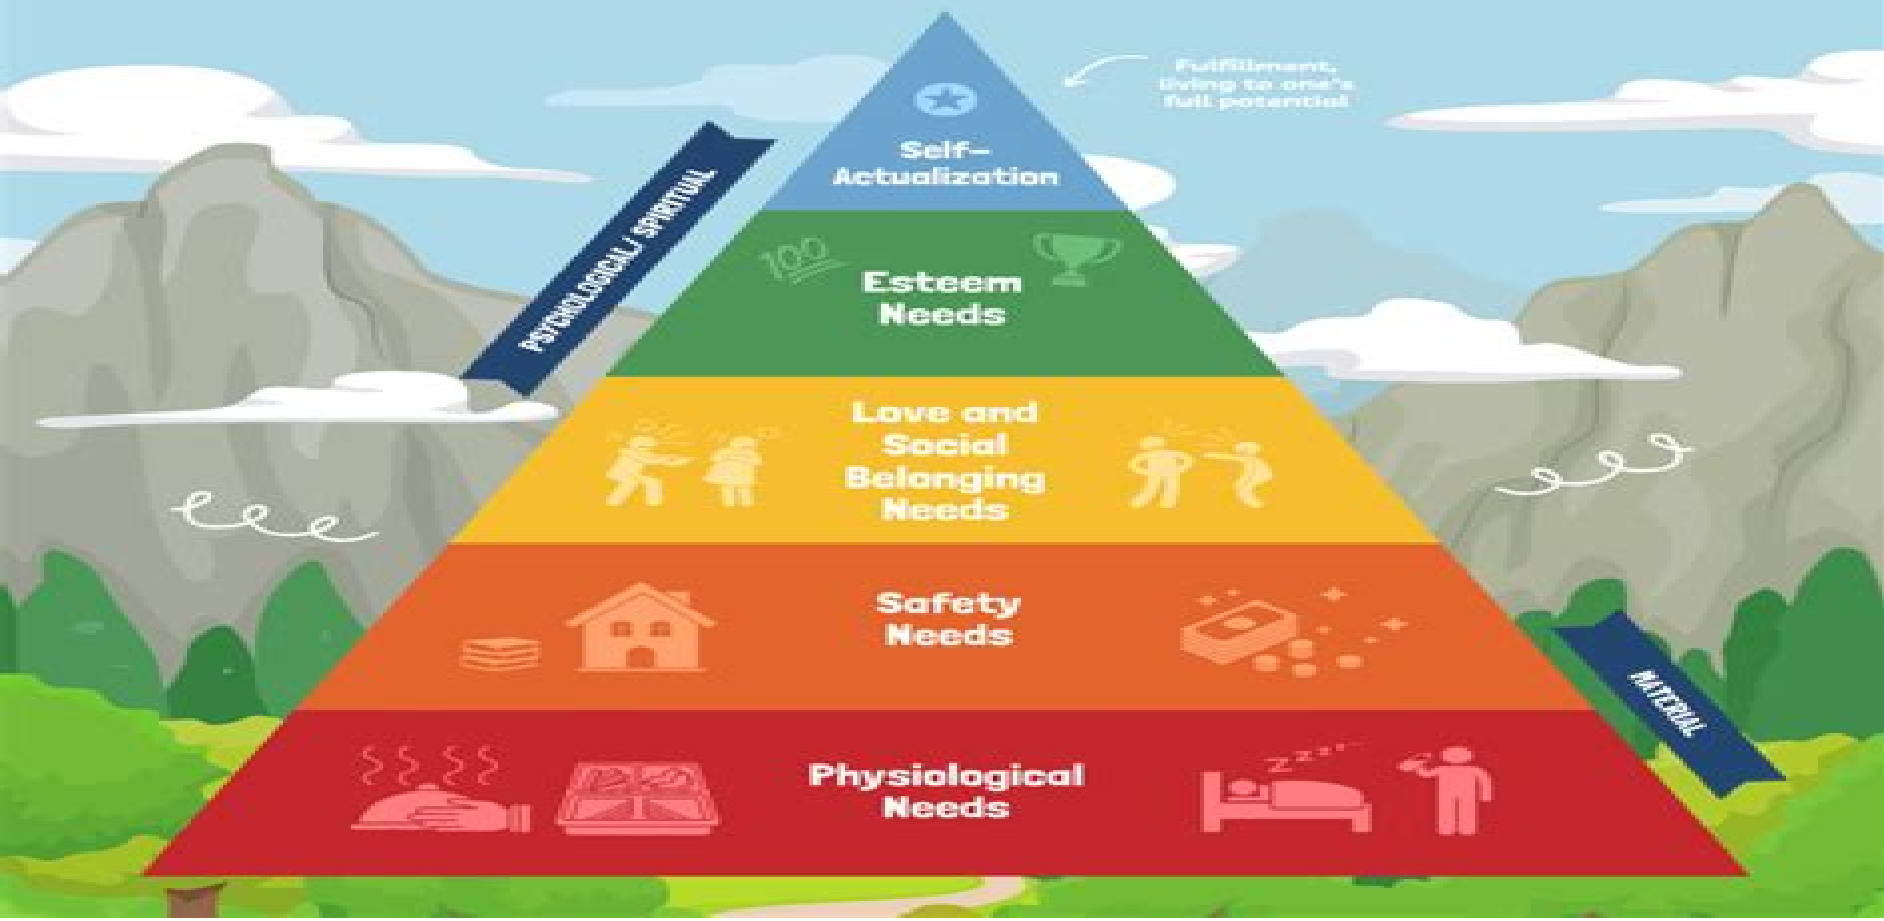 Fulfillment,
living to one's
full potential
Self-
Actualization
PSYCHOLOGICAL/ SPIRITUAL
100
Esteem
Needs
Love and
Social
Belonging
Needs
Safety
Needs
MATERIAL
zzz
Physiological
Needs